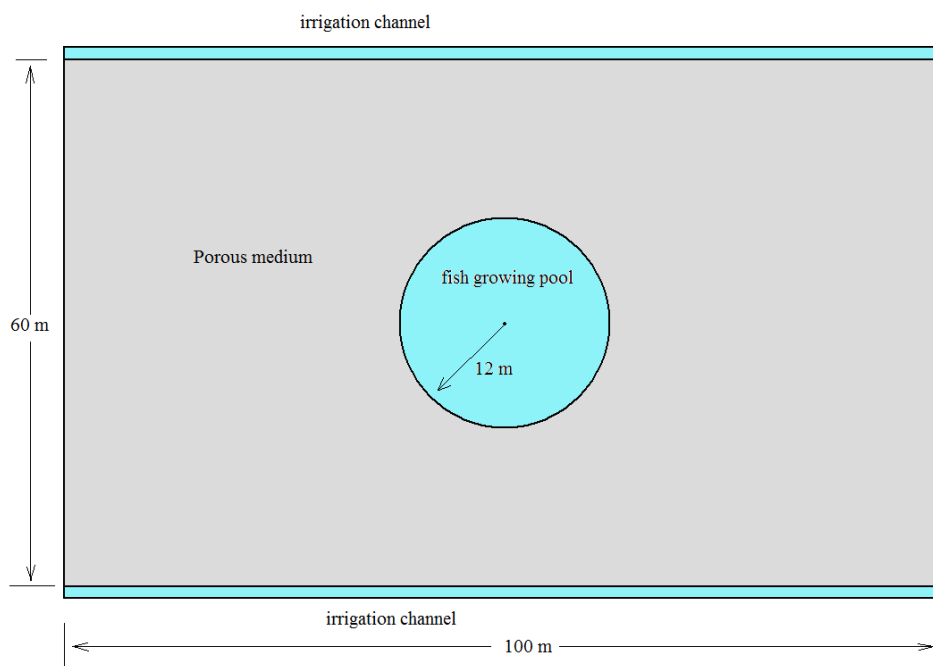 irrigation channel
Porous medium
fish growing pool
60 m
12 m
irrigation channel
100 m